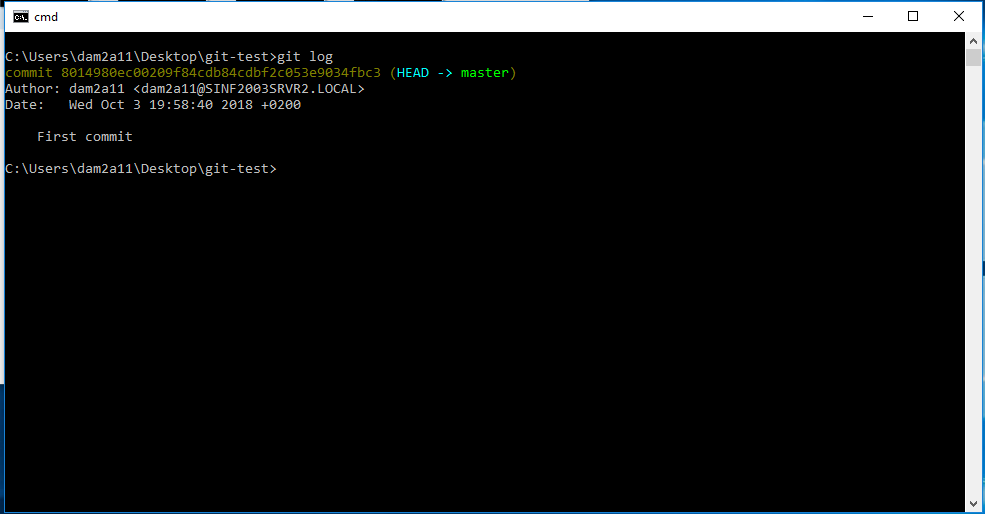 cmd
C:\Users\dam2a11\Desktop\git-test>git log
commit 8014980ec00209f84cdb84cdbf2c053e9034fbc3 (HEAD -> master)
Author: dam2a11 <dam2a11@SINF2003SRVR2.LOCAL>
Date:   Wed Oct 3 19:58:40 2018 +0200
    First commit
C:\Users\dam2a11\Desktop\git-test>